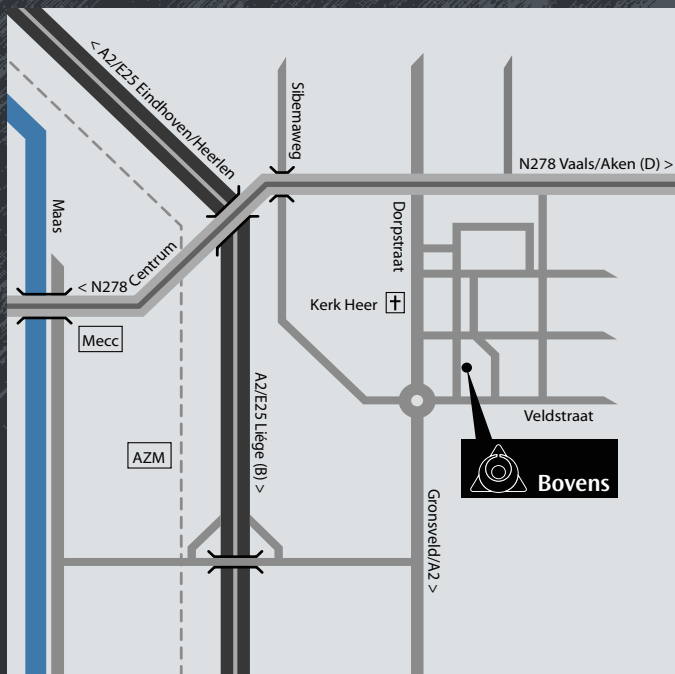 < A2/E25 Eindhoven/Heerlen
Sibemaweg
N278 Vaals/Aken (D) >
Maas
Dorpstraat
< N278 Centrum
Kerk Heer
Mecc
A2/E25 Liége (B) >
Veldstraat
AZM
Bovens
Gronsveld/A2 >